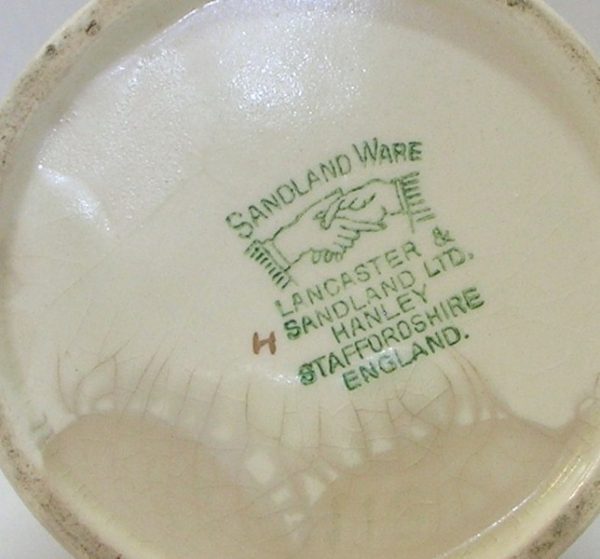 SANDLAND WARE
LANCASTER &
SANDLAND LTD.
HANLEY
H
STAFFORDSHIRE
ENGLAND.